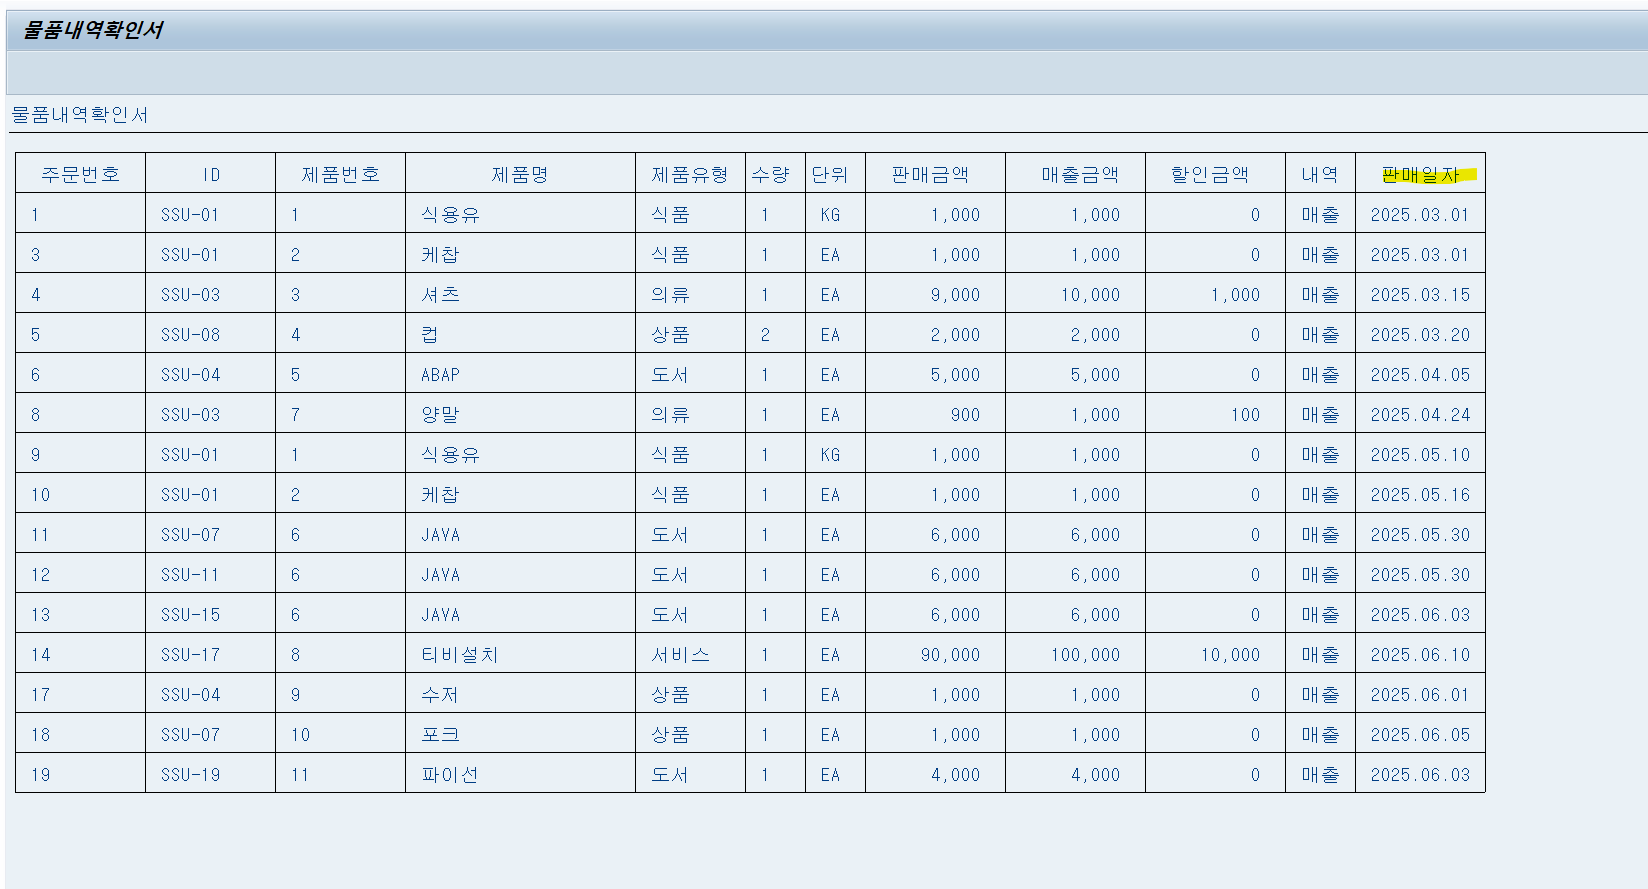 물품내역확인서
물품내역확인서
주문번호 ID 제품번호 제품명 제품유형 수량 단위 판매금액 매출금액 할인금액 내역 판매일자
1 SSU-01 1 식용유 식품 1 KG 1,000 1,000 0 매출 2025.03.01
3 SSU-01 2 케찹 식품 1 EA 1,000 1,000 0 매출 2025.03.01
4 SSU-03 3 셔츠 의류 1 EA 9,000 10,000 1,000 매출 2025.03.15
5 SSU-08 4 컵 상품 2 EA 2,000 2,000 0 매출 2025.03.20
6 SSU-04 5 ABAP 도서 1 EA 5,000 5,000 0 매출 2025.04.05
8 SSU-03 7 양말 의류 1 EA 900 1,000 100 매출 2025.04.24
9 SSU-01 1 식용유 식품 1 KG 1,000 1,000 0 매출 2025.05.10
10 SSU-01 2 케찹 식품 1 EA 1,000 1,000 0 매출 2025.05.16
11 SSU-07 6 JAVA 도서 1 EA 6,000 6,000 0 매출 2025.05.30
12 SSU-11 6 JAVA 도서 1 EA 6,000 6,000 0 매출 2025.05.30
13 SSU-15 6 JAVA 도서 1 EA 6,000 6,000 0 매출 2025.06.03
14 SSU-17 8 티비설치 서비스 1 EA 90,000 100,000 10,000 매출 2025.06.10
17 SSU-04 9 수저 상품 1 EA 1,000 1,000 0 매출 2025.06.01
18 SSU-07 10 포크 상품 1 EA 1,000 1,000 0 매출 2025.06.05
19 SSU-19 11 파이선 도서 1 EA 4,000 4,000 0 매출 2025.06.03